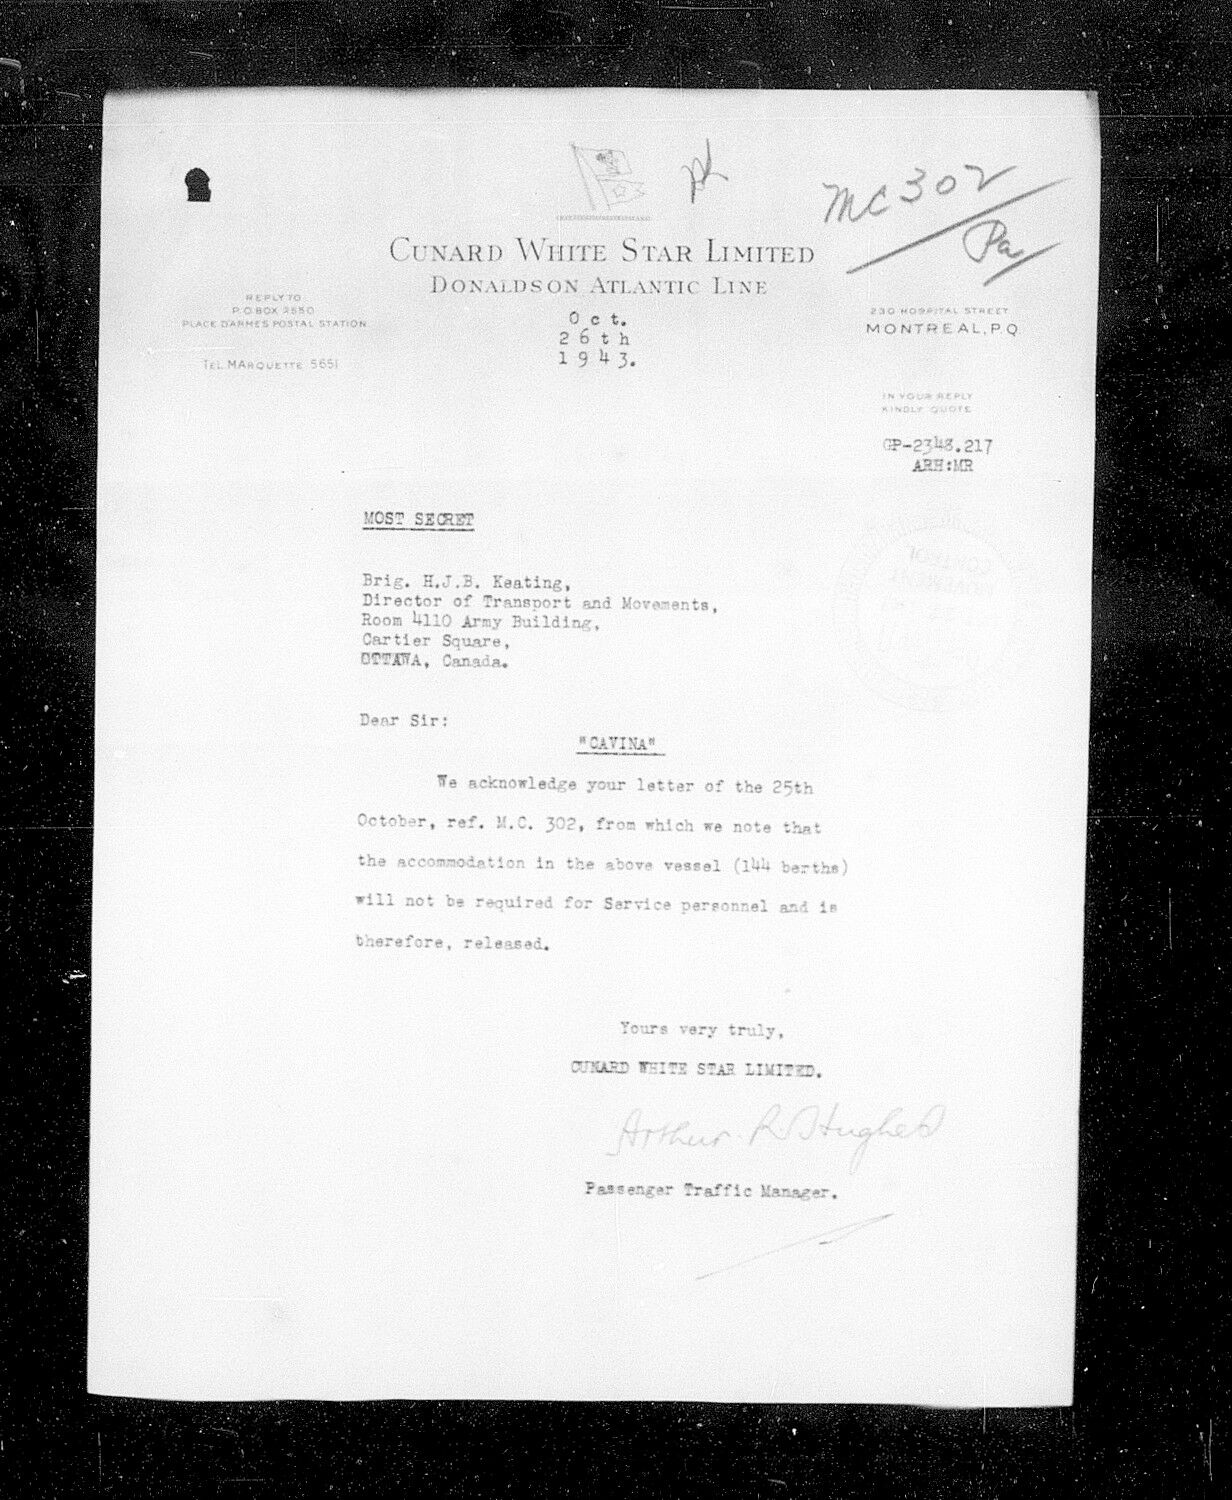 MC 302
Pa
CUNARD WHITE STAR LIMITED
DONALDSON ATLANTIC LINE
REPLY TO
P.O. BOX 2550
PLACE D'ARMES POSTAL STATION
TEL. MARQUETTE 5651
Oct.
26th
1943.
230 HOSPITAL STREET
MONTREAL, P.Q.
IN YOUR REPLY
KINDLY QUOTE
GP-2348.217
ARH:MR
MOST SECRET
Brig. H.J.B. Keating,
Director of Transport and Movements,
Room 4110 Army Building,
Cartier Square,
OTTAWA, Canada.
Dear Sir:
"CAVINA"
We acknowledge your letter of the 25th
October, ref. M.C. 302, from which we note that
the accommodation in the above vessel (144 berths)
will not be required for Service personnel and is
therefore, released.
Yours very truly,
CUNARD WHITE STAR LIMITED.
Arthur R Hughes
Passenger Traffic Manager.